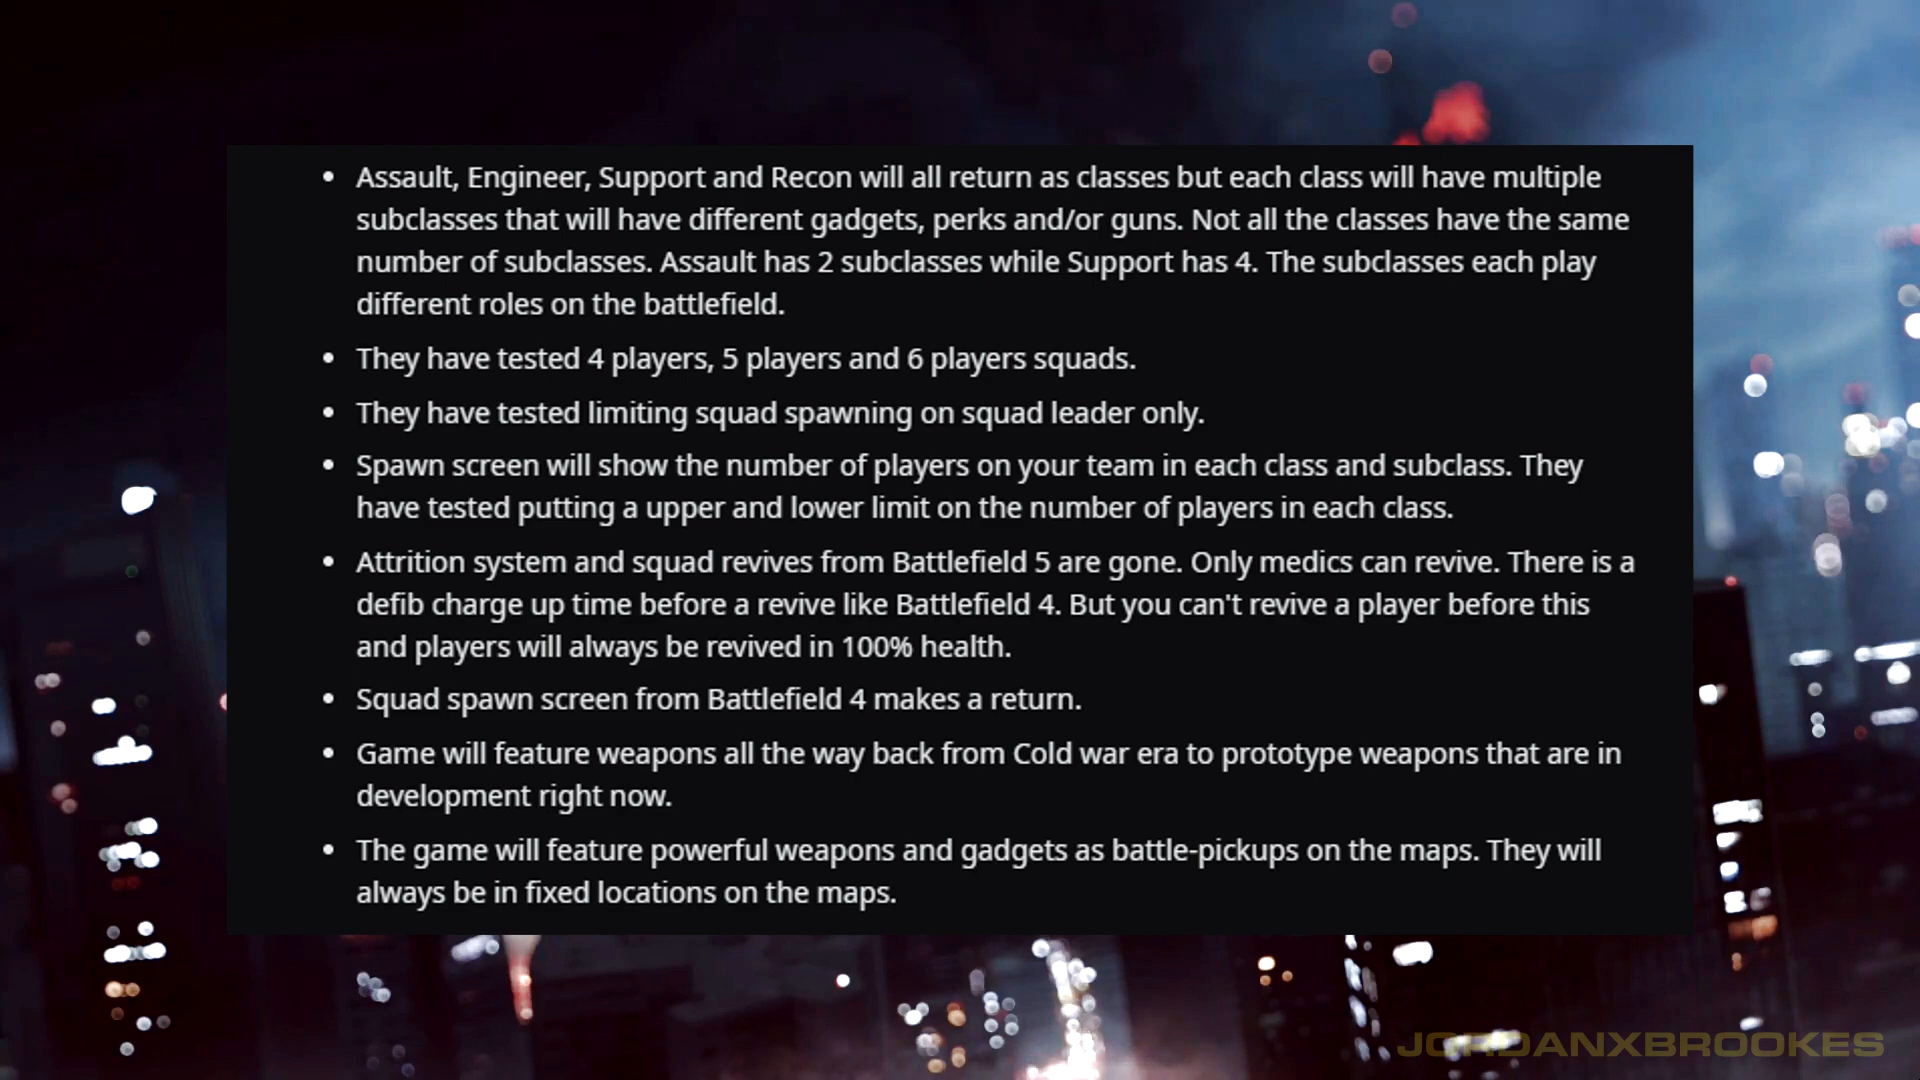 • Assault, Engineer, Support and Recon will all return as classes but each class will have multiple
subclasses that will have different gadgets, perks and/or guns. Not all the classes have the same
number of subclasses. Assault has 2 subclasses while Support has 4. The subclasses each play
different roles on the battlefield.
• They have tested 4 players, 5 players and 6 players squads.
• They have tested limiting squad spawning on squad leader only.
• Spawn screen will show the number of players on your team in each class and subclass. They
have tested putting a upper and lower limit on the number of players in each class.
• Attrition system and squad revives from Battlefield 5 are gone. Only medics can revive. There is a
defib charge up time before a revive like Battlefield 4. But you can't revive a player before this
and players will always be revived in 100% health.
• Squad spawn screen from Battlefield 4 makes a return.
• Game will feature weapons all the way back from Cold war era to prototype weapons that are in
development right now.
• The game will feature powerful weapons and gadgets as battle-pickups on the maps. They will
always be in fixed locations on the maps.
JORDANXBROOKES